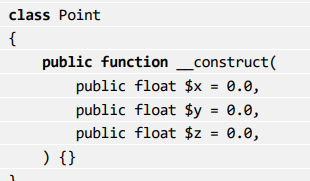 class Point
{
    public function __construct(
        public float $x = 0.0,
        public float $y = 0.0,
        public float $z = 0.0,
    ) {}
}